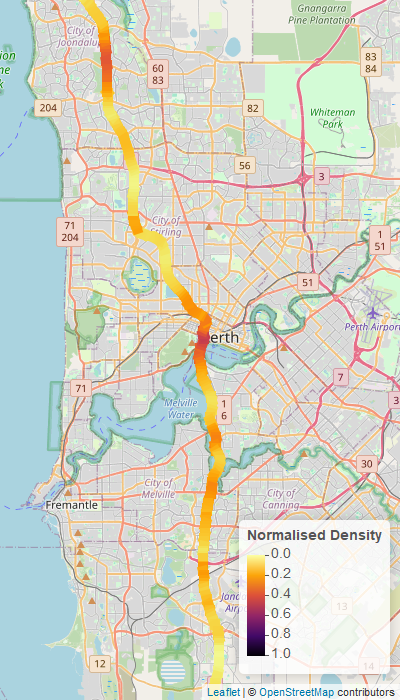 Gnangarra
Pine Plantation
City of
Joondalup
60
83
83
84
204
82
Whiteman
Park
56
3
71
204
City of
Stirling
1
51
51
Perth Airport
Perth
7
71
3
Melville
Water
1
6
30
City of
Melville
City of
Canning
Fremantle
Normalised Density
0.0
0.2
0.4
0.6
0.8
1.0
13
14
12
Leaflet | © OpenStreetMap contributors